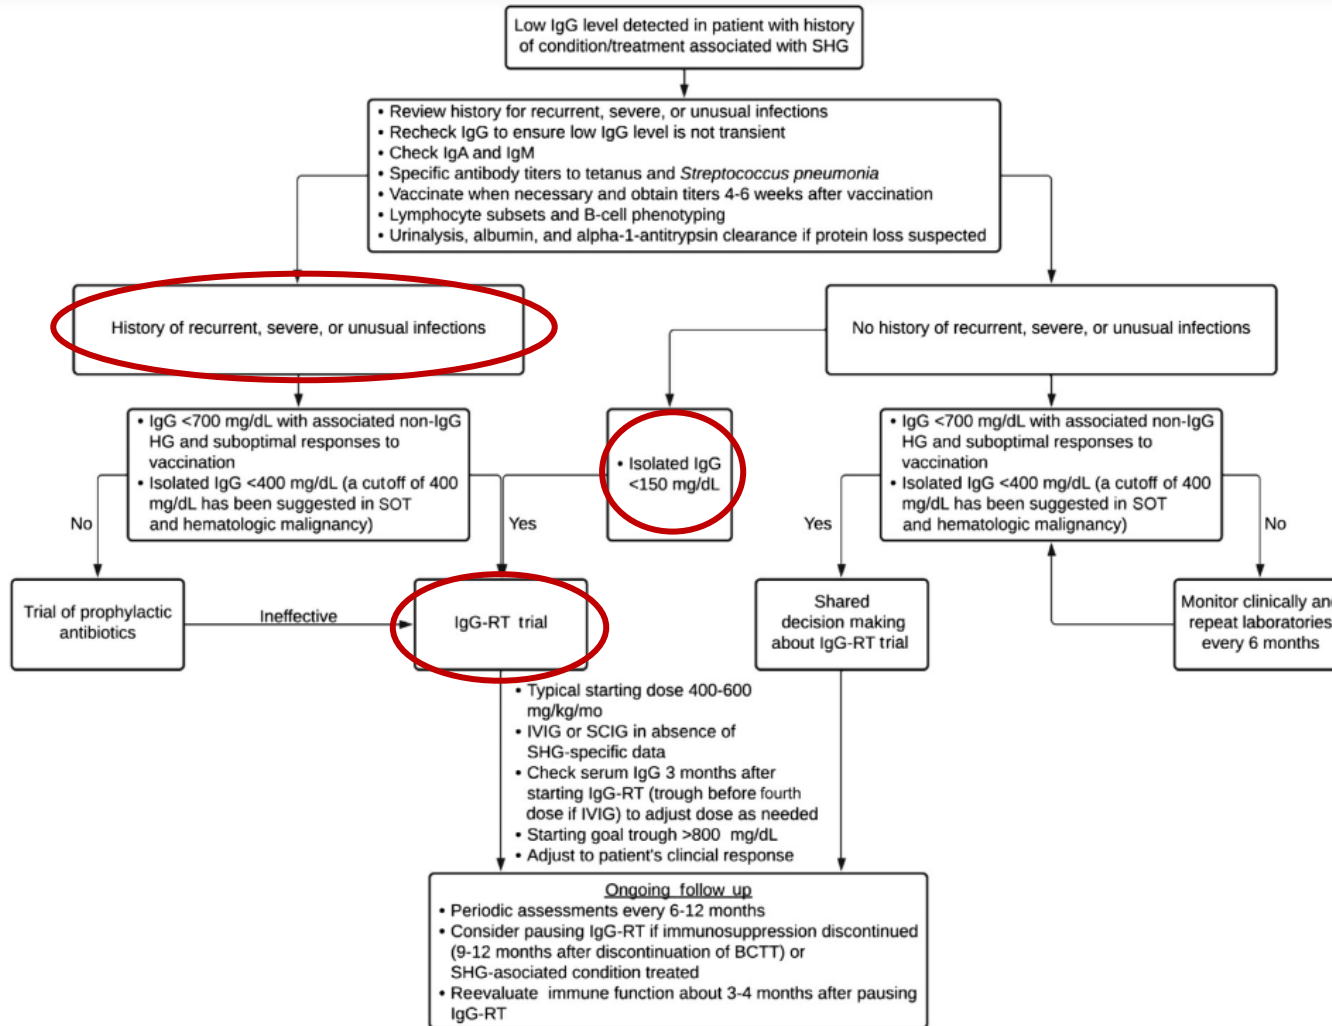 Low IgG level detected in patient with history
of condition/treatment associated with SHG
• Review history for recurrent, severe, or unusual infections
• Recheck IgG to ensure low IgG level is not transient
• Check IgA and IgM
• Specific antibody titers to tetanus and Streptococcus pneumonia
• Vaccinate when necessary and obtain titers 4-6 weeks after vaccination
• Lymphocyte subsets and B-cell phenotyping
• Urinalysis, albumin, and alpha-1-antitrypsin clearance if protein loss suspected
History of recurrent, severe, or unusual infections
No history of recurrent, severe, or unusual infections
• IgG <700 mg/dL with associated non-IgG
HG and suboptimal responses to
vaccination
• Isolated IgG <400 mg/dL (a cutoff of 400
mg/dL has been suggested in SOT
and hematologic malignancy)
• Isolated IgG
<150 mg/dL
• IgG <700 mg/dL with associated non-IgG
HG and suboptimal responses to
vaccination
• Isolated IgG <400 mg/dL (a cutoff of 400
mg/dL has been suggested in SOT
and hematologic malignancy)
No
Yes
Yes
No
Trial of prophylactic
antibiotics
Ineffective
IgG-RT trial
Shared
decision making
about IgG-RT trial
Monitor clinically and
repeat laboratories
every 6 months
• Typical starting dose 400-600
mg/kg/mo
• IVIG or SCIG in absence of
SHG-specific data
• Check serum IgG 3 months after
starting IgG-RT (trough before fourth
dose if IVIG) to adjust dose as needed
• Starting goal trough >800 mg/dL
• Adjust to patient's clincial response
Ongoing follow up
• Periodic assessments every 6-12 months
• Consider pausing IgG-RT if immunosuppression discontinued
(9-12 months after discontinuation of BCTT) or
SHG-asociated condition treated
• Reevaluate immune function about 3-4 months after pausing
IgG-RT